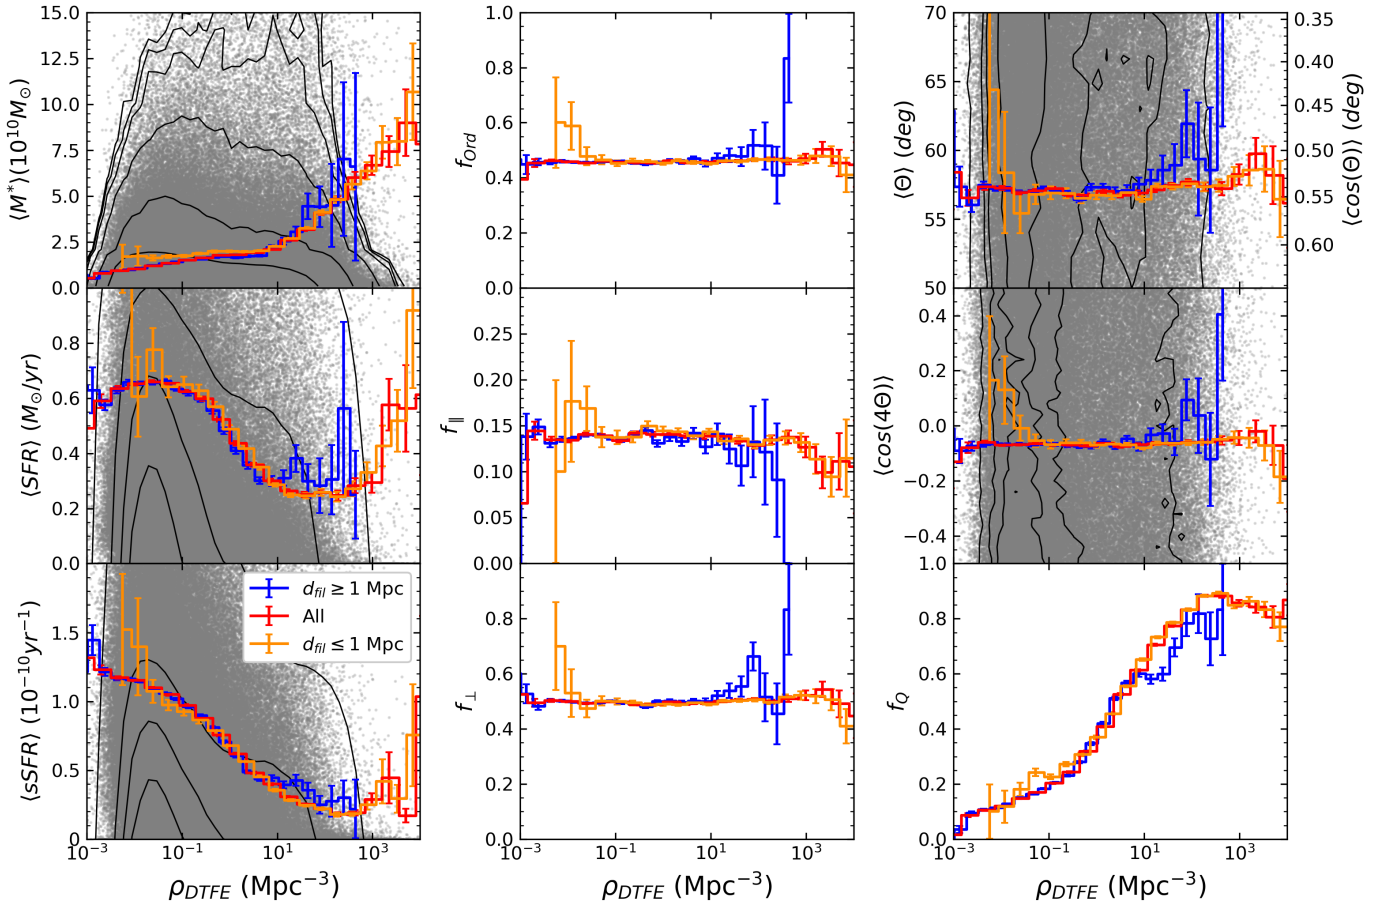 15.0
12.5
10.0
7.5
5.0
2.5
0.0
⟨M*⟩(10¹⁰M☉)
1.0
0.8
0.6
0.4
0.2
0.0
f_Ord
70
65
60
55
50
⟨Θ⟩ (deg)
0.35
0.40
0.45
0.50
0.55
0.60
⟨cos(Θ)⟩ (deg)
0.8
0.6
0.4
0.2
0.0
⟨SFR⟩ (M☉/yr)
0.25
0.20
0.15
0.10
0.05
0.00
f_∥
0.4
0.2
0.0
−0.2
−0.4
⟨cos(4Θ)⟩
1.5
1.0
0.5
0
⟨sSFR⟩ (10⁻¹⁰yr⁻¹)
d_fil ≥ 1 Mpc
All
d_fil ≤ 1 Mpc
10⁻³ 10⁻¹ 10¹ 10³
ρ_DTFE (Mpc⁻³)
1.0
0.8
0.6
0.4
0.2
0.0
f_⊥
10⁻³ 10⁻¹ 10¹ 10³
ρ_DTFE (Mpc⁻³)
1.0
0.8
0.6
0.4
0.2
0.0
f_Q
10⁻³ 10⁻¹ 10¹ 10³
ρ_DTFE (Mpc⁻³)